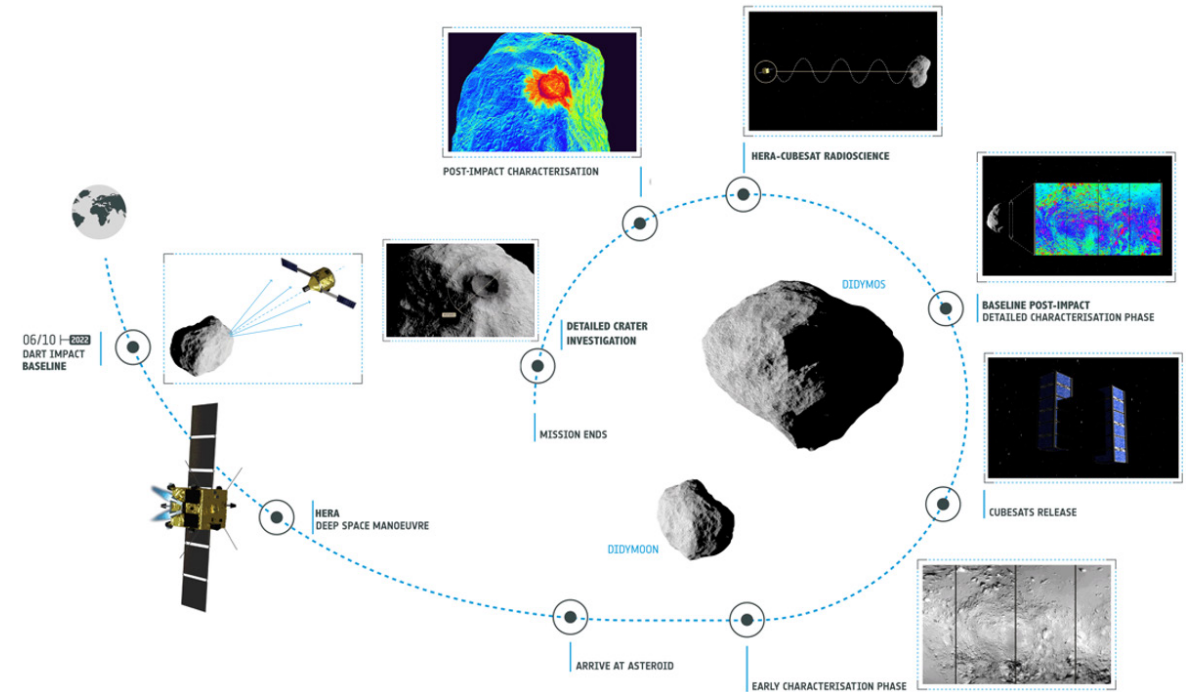 06/10 2022
DART IMPACT
BASELINE
HERA
DEEP SPACE MANOEUVRE
ARRIVE AT ASTEROID
EARLY CHARACTERISATION PHASE
CUBESATS RELEASE
BASELINE POST-IMPACT
DETAILED CHARACTERISATION PHASE
HERA-CUBESAT RADIOSCIENCE
POST-IMPACT CHARACTERISATION
DETAILED CRATER
INVESTIGATION
MISSION ENDS
DIDYMOS
DIDYMOON